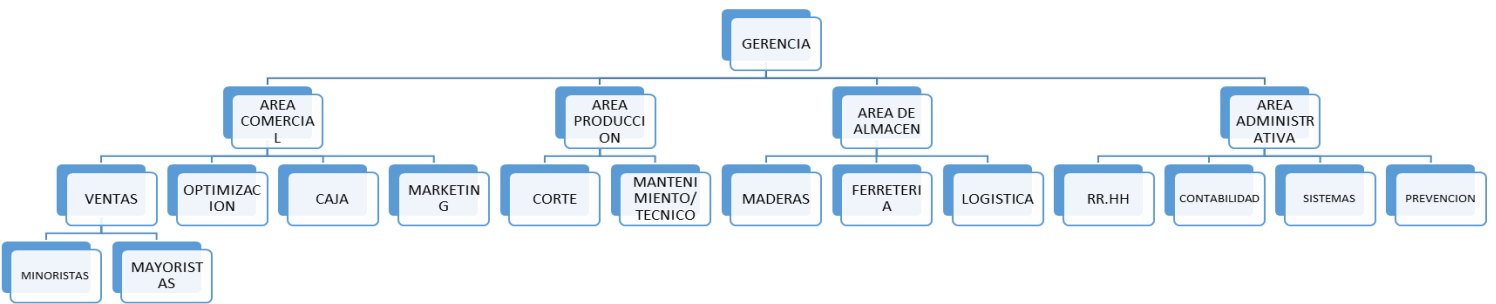 GERENCIA
AREA
COMERCIA
L
AREA
PRODUCCI
ON
AREA DE
ALMACEN
AREA
ADMINISTR
ATIVA
VENTAS
OPTIMIZAC
ION
CAJA
MARKETIN
G
CORTE
MANTENI
MIENTO/
TECNICO
MADERAS
FERRETERI
A
LOGISTICA
RR.HH
CONTABILIDAD
SISTEMAS
PREVENCION
MINORISTAS
MAYORIST
AS